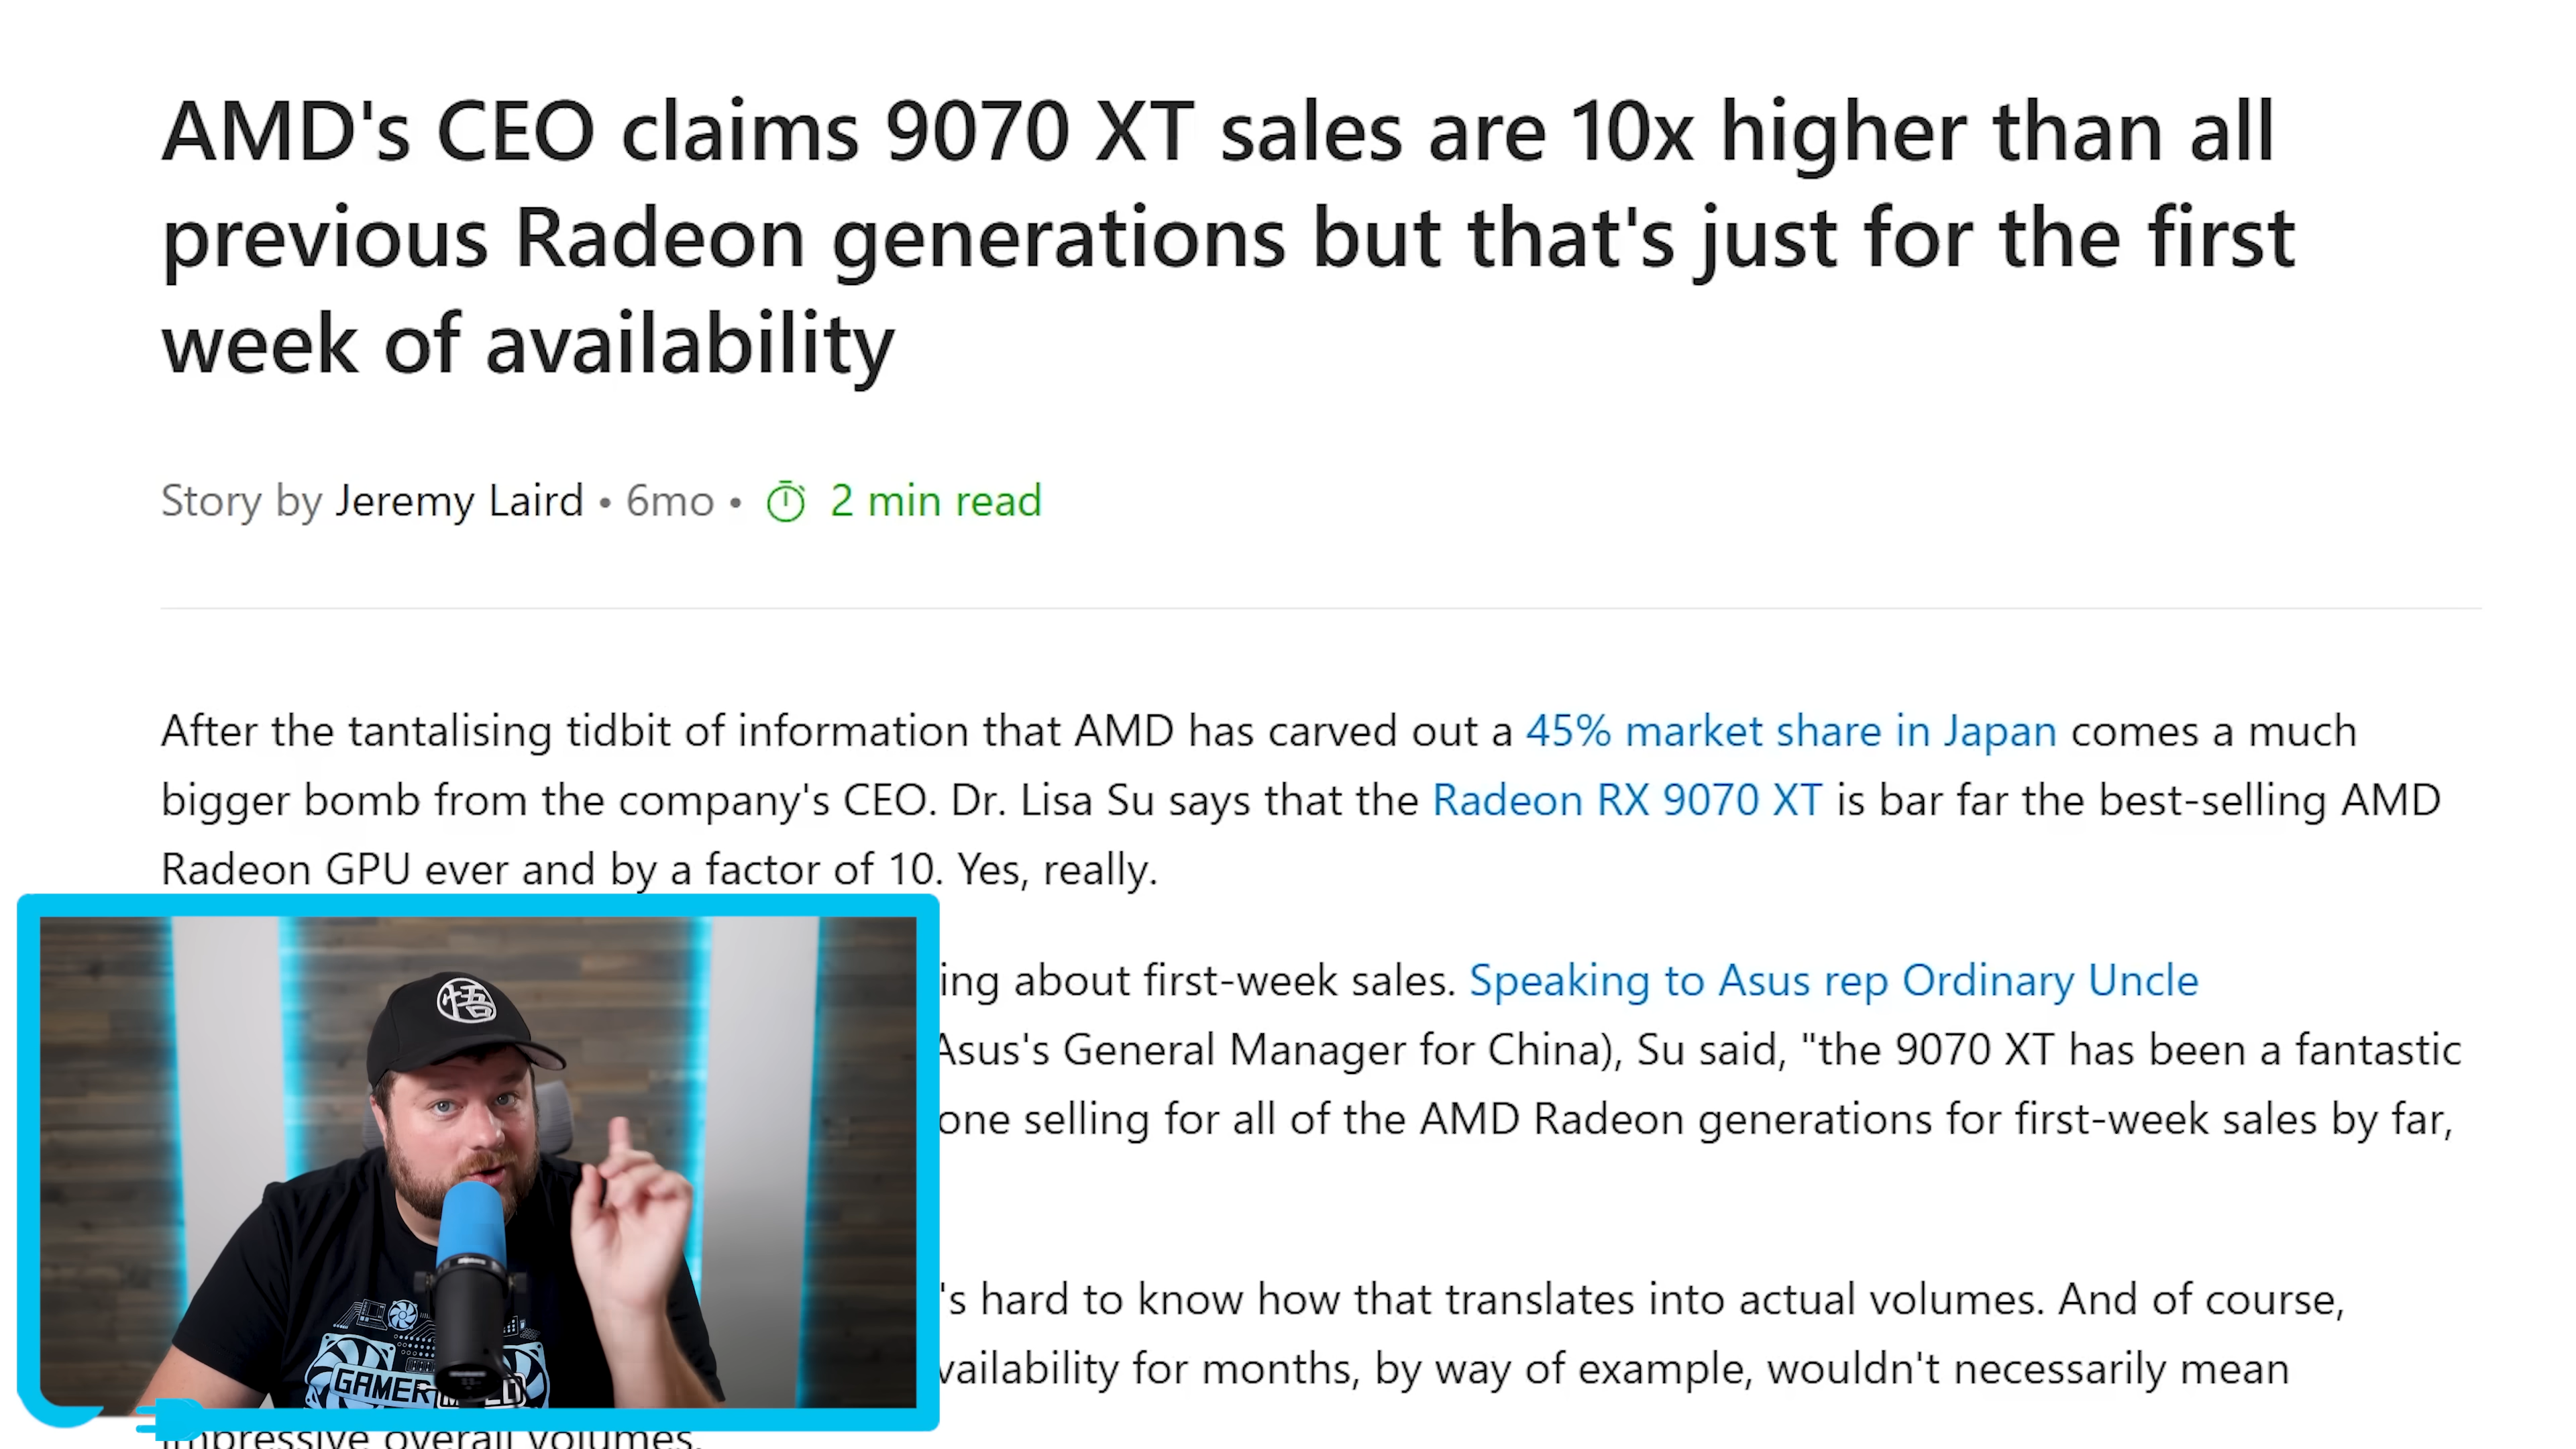 AMD's CEO claims 9070 XT sales are 10x higher than all
previous Radeon generations but that's just for the first
week of availability
Story by Jeremy Laird • 6mo • 2 min read
After the tantalising tidbit of information that AMD has carved out a 45% market share in Japan comes a much
bigger bomb from the company's CEO. Dr. Lisa Su says that the Radeon RX 9070 XT is bar far the best-selling AMD
Radeon GPU ever and by a factor of 10. Yes, really.
ing about first-week sales. Speaking to Asus rep Ordinary Uncle
Asus's General Manager for China), Su said, "the 9070 XT has been a fantastic
one selling for all of the AMD Radeon generations for first-week sales by far,
's hard to know how that translates into actual volumes. And of course,
vailability for months, by way of example, wouldn't necessarily mean
impressive overall volumes.
悟
GAMER